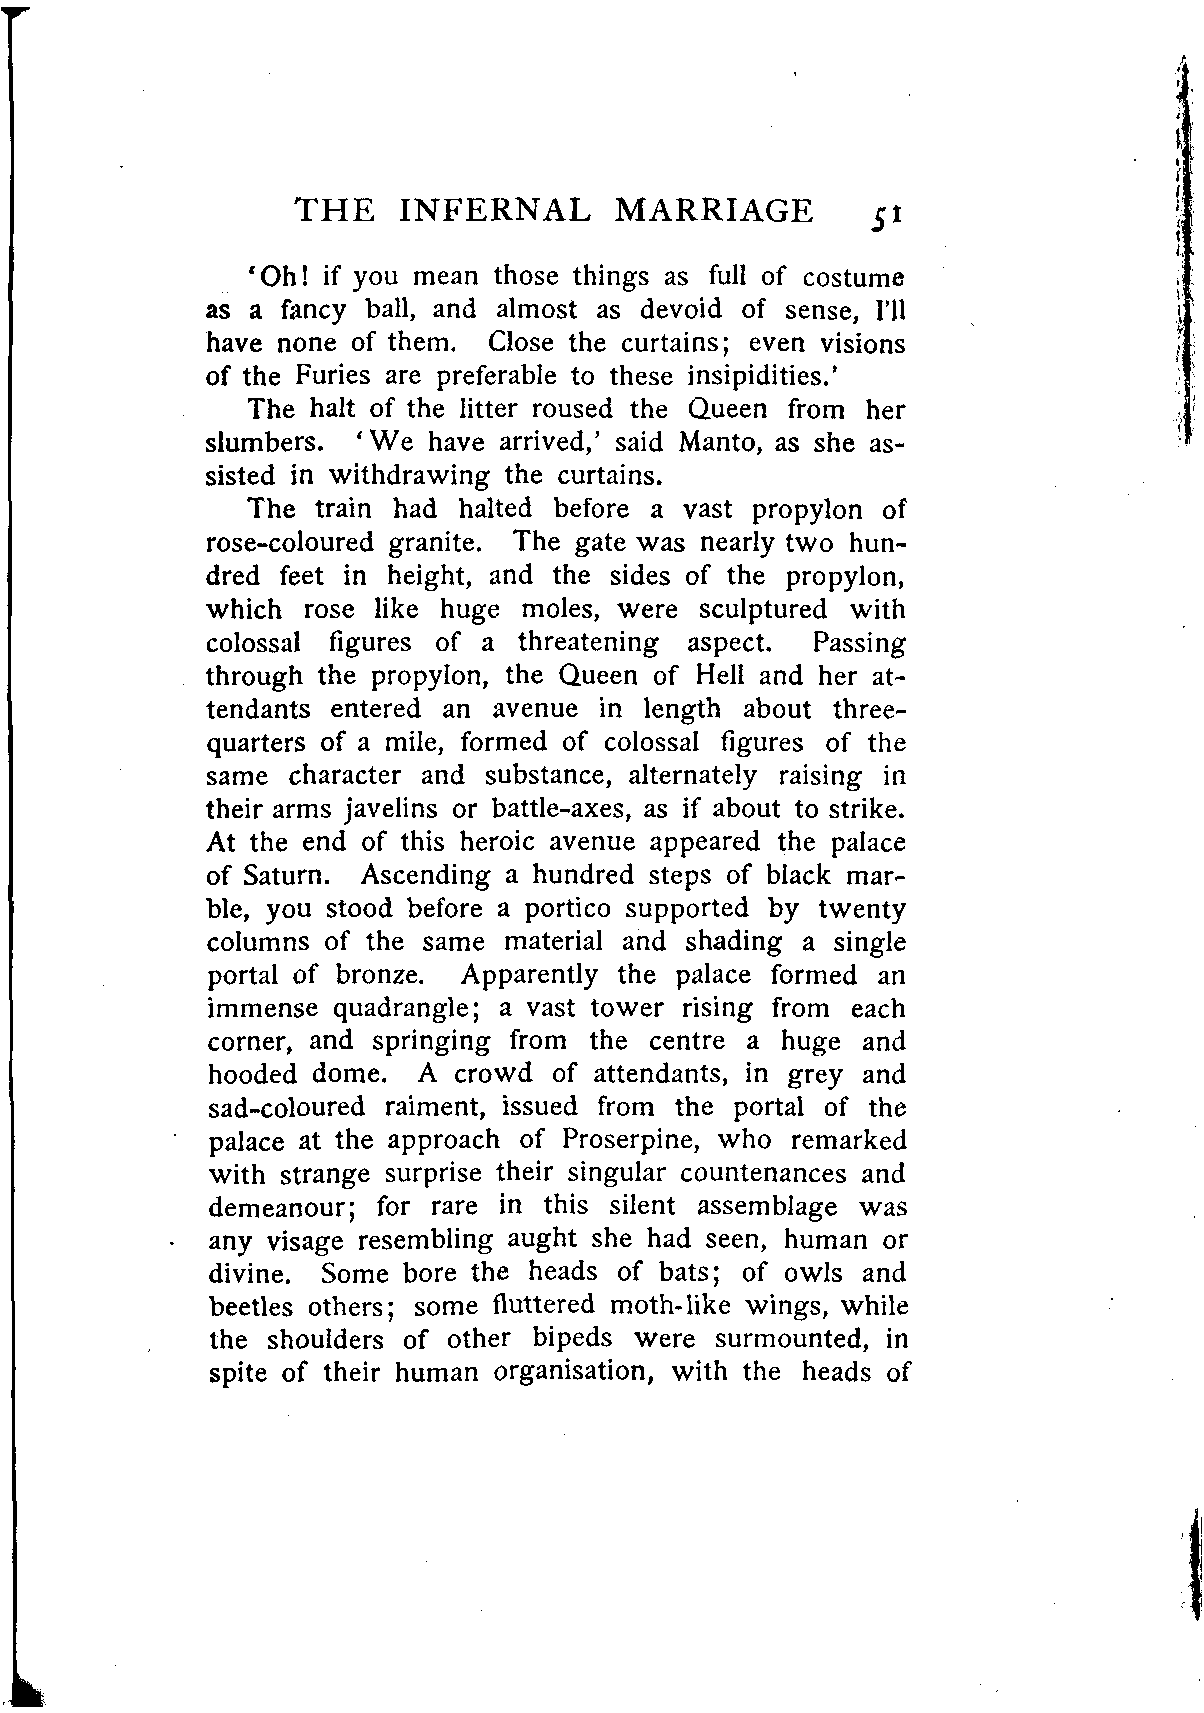 THE INFERNAL MARRIAGE 51
'Oh! if you mean those things as full of costume
as a fancy ball, and almost as devoid of sense, I'll
have none of them. Close the curtains; even visions
of the Furies are preferable to these insipidities.'
The halt of the litter roused the Queen from her
slumbers. 'We have arrived,' said Manto, as she as-
sisted in withdrawing the curtains.
The train had halted before a vast propylon of
rose-coloured granite. The gate was nearly two hun-
dred feet in height, and the sides of the propylon,
which rose like huge moles, were sculptured with
colossal figures of a threatening aspect. Passing
through the propylon, the Queen of Hell and her at-
tendants entered an avenue in length about three-
quarters of a mile, formed of colossal figures of the
same character and substance, alternately raising in
their arms javelins or battle-axes, as if about to strike.
At the end of this heroic avenue appeared the palace
of Saturn. Ascending a hundred steps of black mar-
ble, you stood before a portico supported by twenty
columns of the same material and shading a single
portal of bronze. Apparently the palace formed an
immense quadrangle; a vast tower rising from each
corner, and springing from the centre a huge and
hooded dome. A crowd of attendants, in grey and
sad-coloured raiment, issued from the portal of the
palace at the approach of Proserpine, who remarked
with strange surprise their singular countenances and
demeanour; for rare in this silent assemblage was
any visage resembling aught she had seen, human or
divine. Some bore the heads of bats; of owls and
beetles others; some fluttered moth-like wings, while
the shoulders of other bipeds were surmounted, in
spite of their human organisation, with the heads of